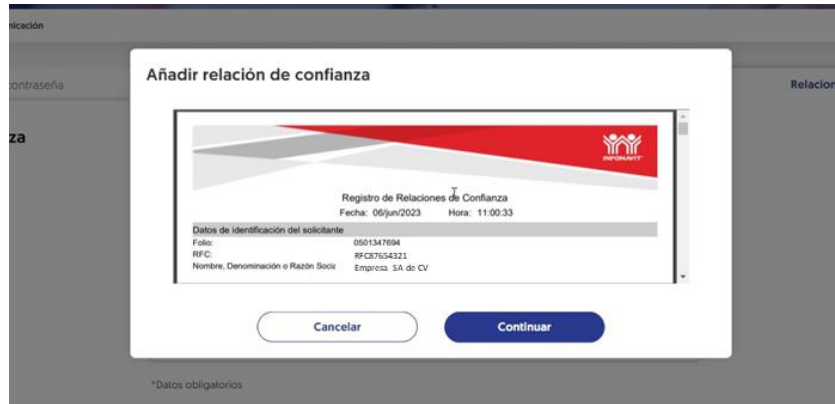 nicación
Añadir relación de confianza
contraseña
Relacion
za
INFONAVIT
Registro de Relaciones de Confianza
Fecha: 06/jun/2023 Hora: 11:00:33
Datos de identificación del solicitante
Folio: 0501347694
RFC: RFC87654321
Nombre, Denominación o Razón Socia Empresa SA de CV
Cancelar Continuar
*Datos obligatorios